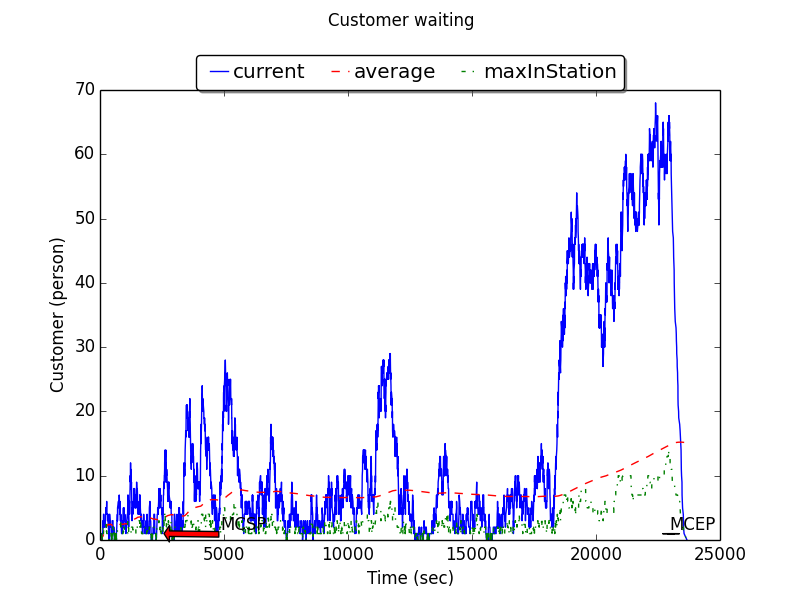 Customer waiting
current average maxInStation
70
60
50
40
30
20
10
0
Customer (person)
MCSP
MCEP
0 5000 10000 15000 20000 25000
Time (sec)